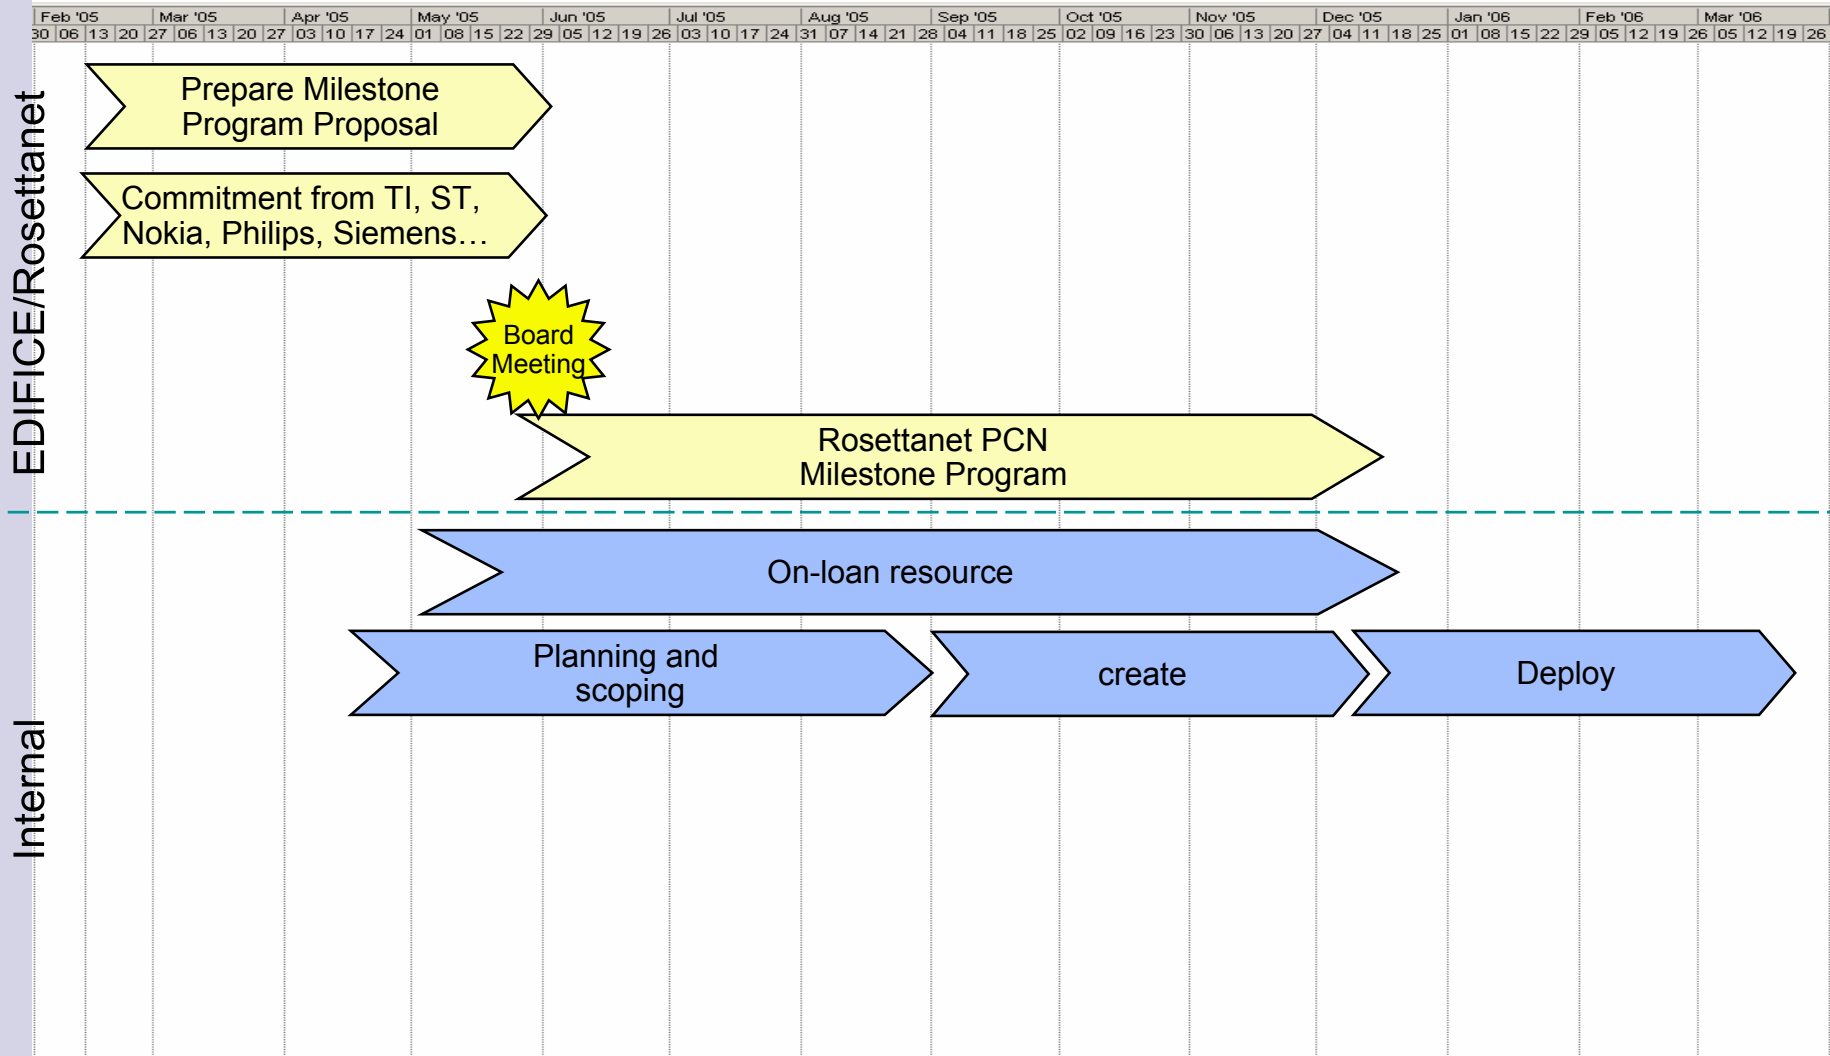 Feb '05 Mar '05 Apr '05 May '05 Jun '05 Jul '05 Aug '05 Sep '05 Oct '05 Nov '05 Dec '05 Jan '06 Feb '06 Mar '06
30 06 13 20 27 06 13 20 27 03 10 17 24 01 08 15 22 29 05 12 19 26 03 10 17 24 31 07 14 21 28 04 11 18 25 02 09 16 23 30 06 13 20 27 04 11 18 25 01 08 15 22 29 05 12 19 26 05 12 19 26
EDIFICE/Rosettanet
Prepare Milestone
Program Proposal
Commitment from TI, ST,
Nokia, Philips, Siemens…
Board
Meeting
Rosettanet PCN
Milestone Program
Internal
On-loan resource
Planning and
scoping
create
Deploy